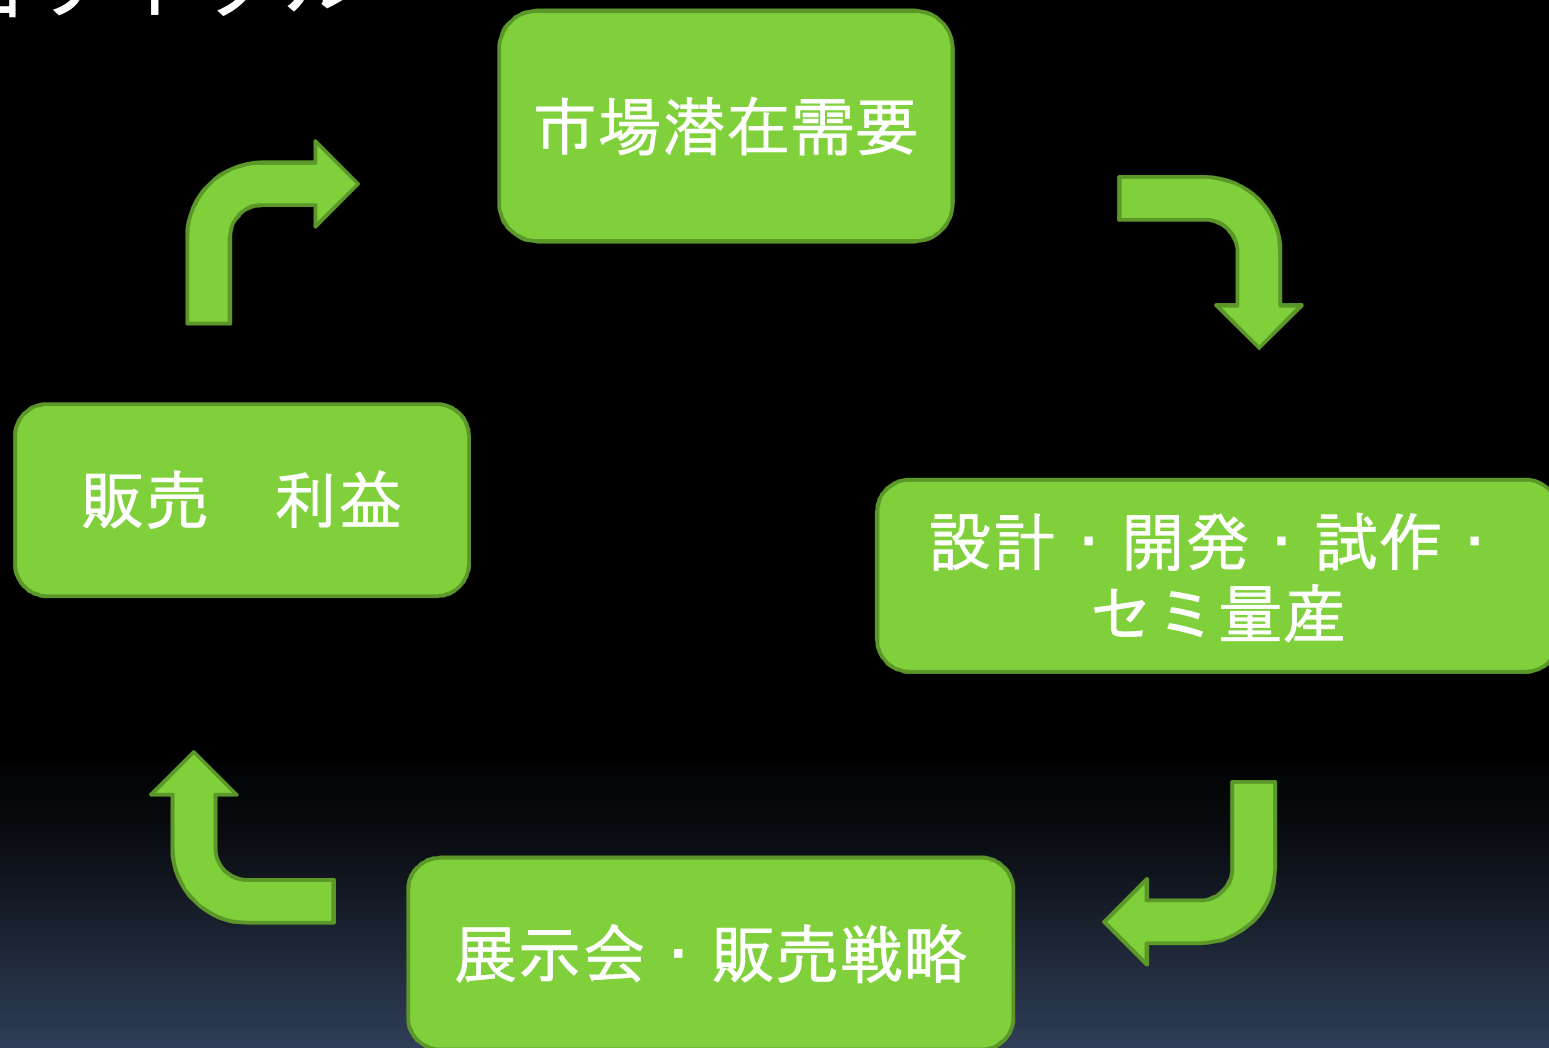 市場潜在需要
販売　利益
設計・開発・試作・
セミ量産
展示会・販売戦略